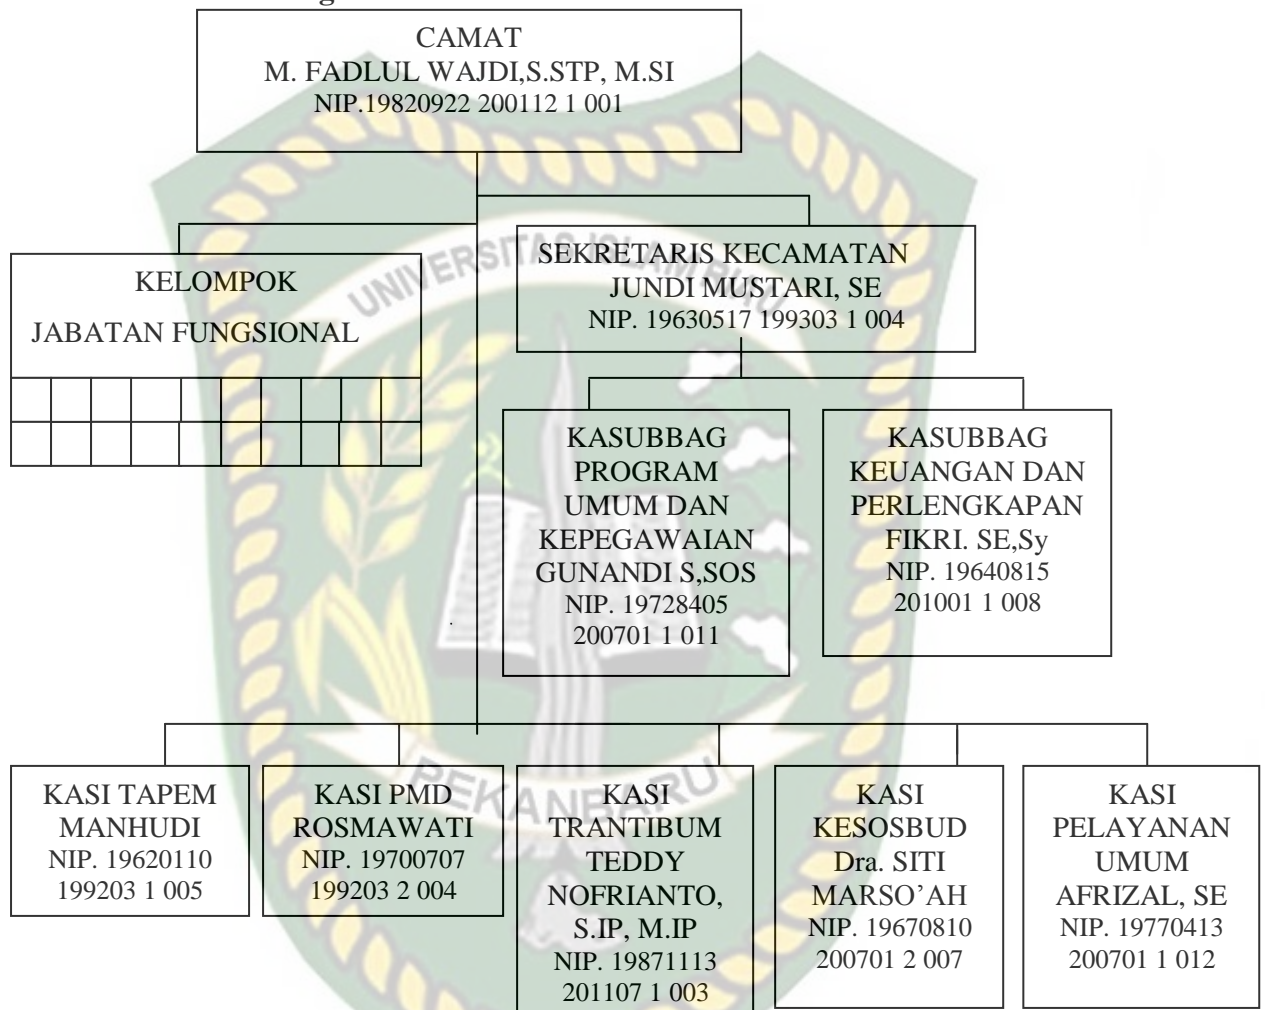 CAMAT
M. FADLUL WAJDI,S.STP, M.SI
NIP.19820922 200112 1 001
KELOMPOK
JABATAN FUNGSIONAL
SEKRETARIS KECAMATAN
JUNDI MUSTARI, SE
NIP. 19630517 199303 1 004
KASUBBAG
PROGRAM
UMUM DAN
KEPEGAWAIAN
GUNANDI S,SOS
NIP. 19728405
200701 1 011
KASUBBAG
KEUANGAN DAN
PERLENGKAPAN
FIKRI. SE,Sy
NIP. 19640815
201001 1 008
KASI TAPEM
MANHUDI
NIP. 19620110
199203 1 005
KASI PMD
ROSMAWATI
NIP. 19700707
199203 2 004
KASI
TRANTIBUM
TEDDY
NOFRIANTO,
S.IP, M.IP
NIP. 19871113
201107 1 003
KASI
KESOSBUD
Dra. SITI
MARSO’AH
NIP. 19670810
200701 2 007
KASI
PELAYANAN
UMUM
AFRIZAL, SE
NIP. 19770413
200701 1 012
UNIVERSITAS ISLAM RIAU
PEKANBARU